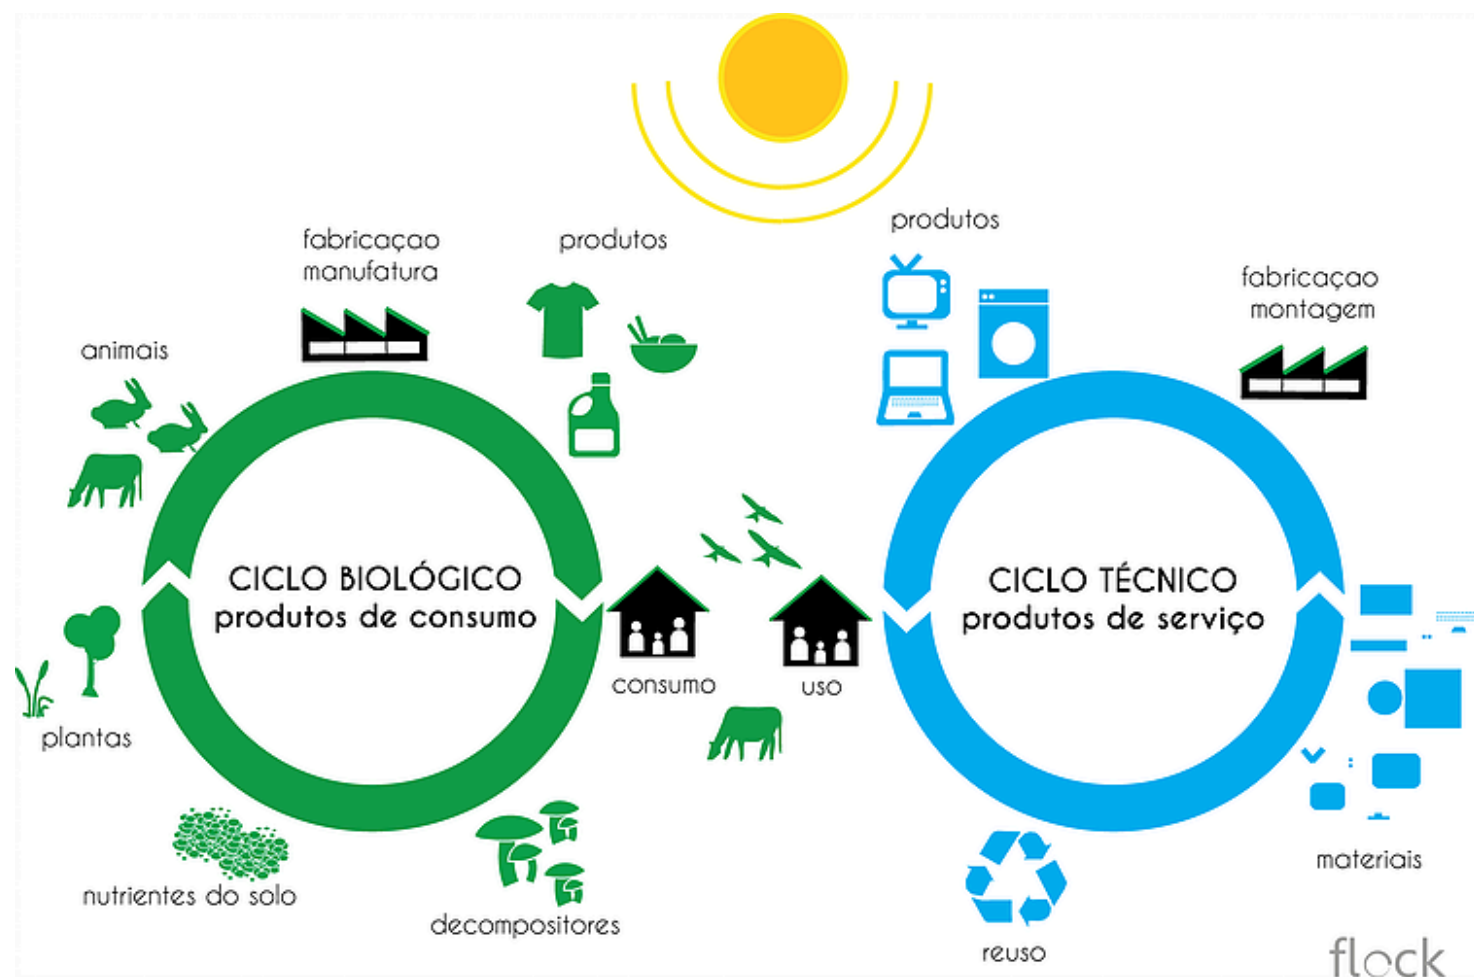 produtos
fabricaçao
manufatura
produtos
fabricaçao
montagem
animais
CICLO BIOLÓGICO
produtos de consumo
CICLO TÉCNICO
produtos de serviço
consumo
uso
plantas
materiais
nutrientes do solo
decompositores
reuso
flock